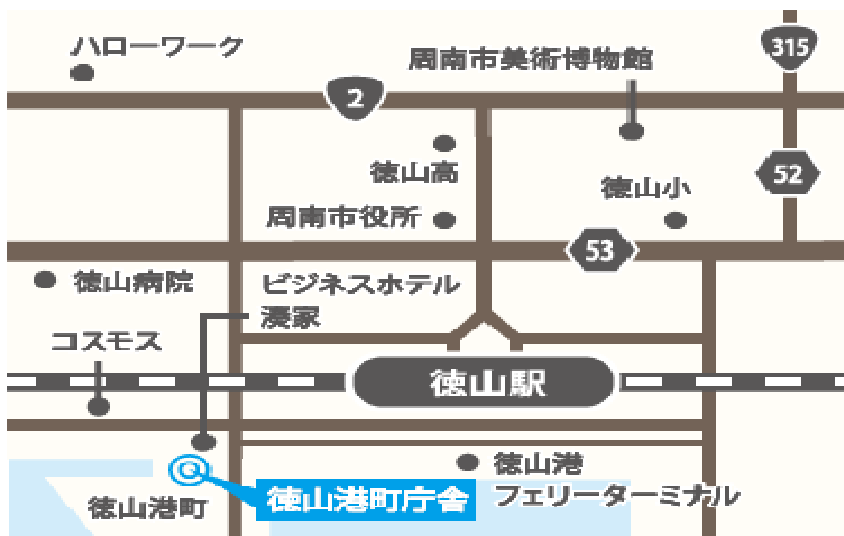 ハローワーク
周南市美術博物館
315
2
徳山高
52
徳山小
周南市役所
53
徳山病院
ビジネスホテル
湊家
コスモス
徳山駅
徳山港
フェリーターミナル
徳山港町
徳山港町庁舎